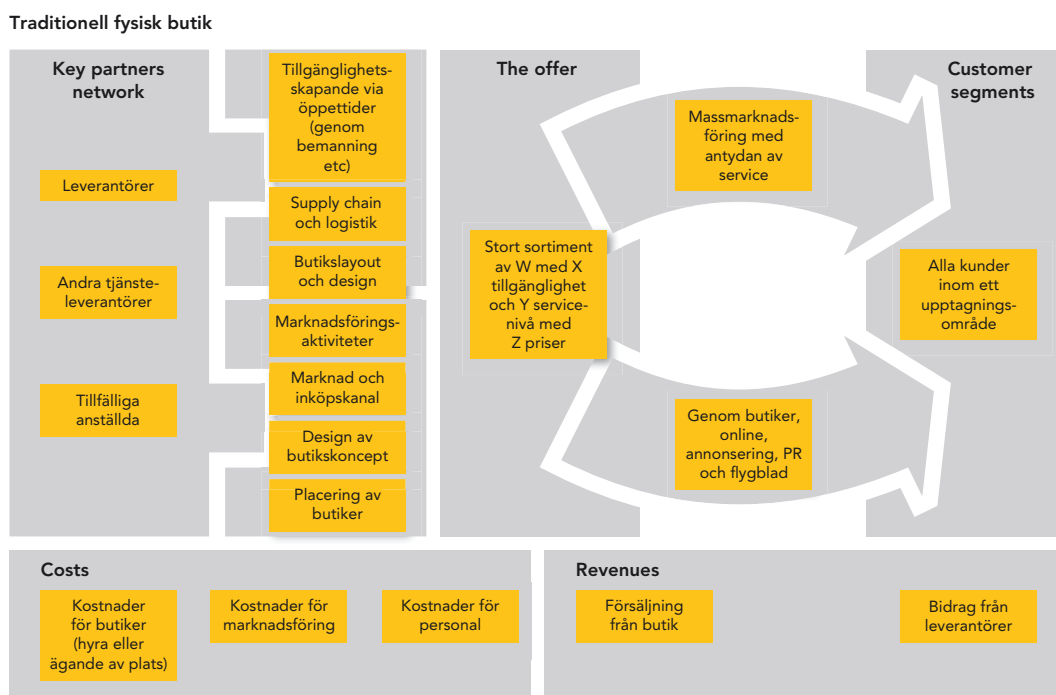 Traditionell fysisk butik
Key partners
network
Leverantörer
Andra tjänste-
leverantörer
Tillfälliga
anställda
Tillgänglighets-
skapande via
öppettider
(genom
bemanning
etc)
Supply chain
och logistik
Butikslayout
och design
Marknadsförings-
aktiviteter
Marknad och
inköpskanal
Design av
butikskoncept
Placering av
butiker
The offer
Stort sortiment
av W med X
tillgänglighet
och Y service-
nivå med
Z priser
Massmarknads-
föring med
antydan av
service
Genom butiker,
online,
annonsering, PR
och flygblad
Customer
segments
Alla kunder
inom ett
upptagnings-
område
Costs
Kostnader
för butiker
(hyra eller
ägande av plats)
Kostnader för
marknadsföring
Kostnader för
personal
Revenues
Försäljning
från butik
Bidrag från
leverantörer